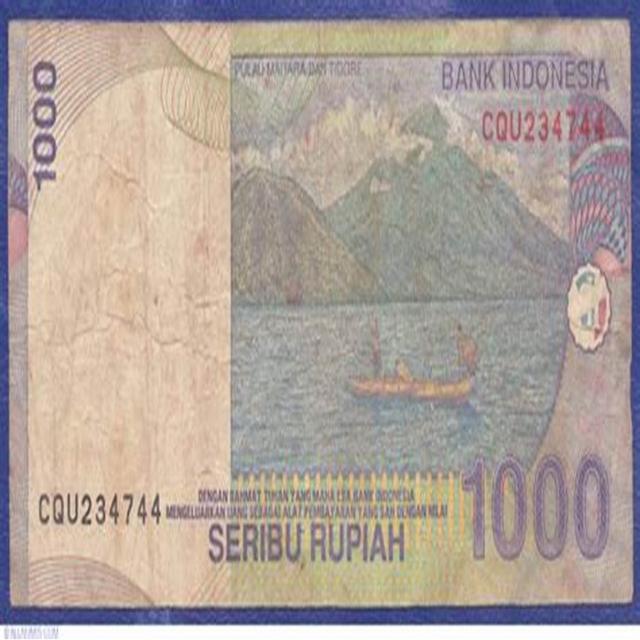 1000
PULAU MAITARA DAN TIDORE
BANK INDONESIA
CQU234744
CQU234744
DENGAN RAHMAT TUHAN YANG MAHA ESA BANK INDONESIA
MENGELUARKAN UANG SEBAGAI ALAT PEMBAYARAN YANG SAH DENGAN NILAI
SERIBU RUPIAH
1000